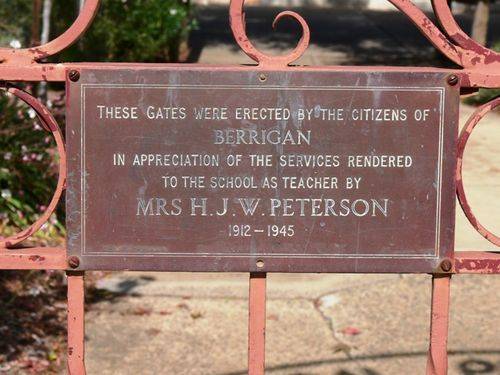 THESE GATES WERE ERECTED BY THE CITIZENS OF
BERRIGAN
IN APPRECIATION OF THE SERVICES RENDERED
TO THE SCHOOL AS TEACHER BY
MRS H.J.W. PETERSON
1912-1945